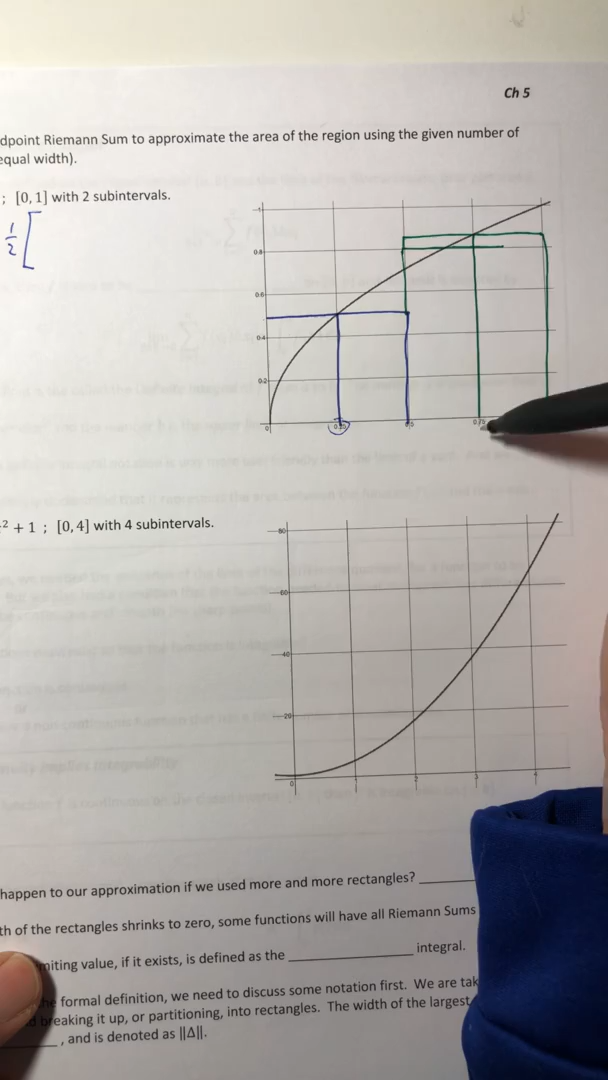 Ch 5
dpoint Riemann Sum to approximate the area of the region using the given number of
equal width).
; [0,1] with 2 subintervals.
1/2 [
1
0.8
0.6
0.4
0.2
0
0.25
0.5
0.75
² + 1 ; [0,4] with 4 subintervals.
80
60
40
20
0
1
2
3
4
happen to our approximation if we used more and more rectangles?
th of the rectangles shrinks to zero, some functions will have all Riemann Sums
miting value, if it exists, is defined as the ____________ integral.
formal definition, we need to discuss some notation first. We are tak
breaking it up, or partitioning, into rectangles. The width of the largest
, and is denoted as ||Δ||.